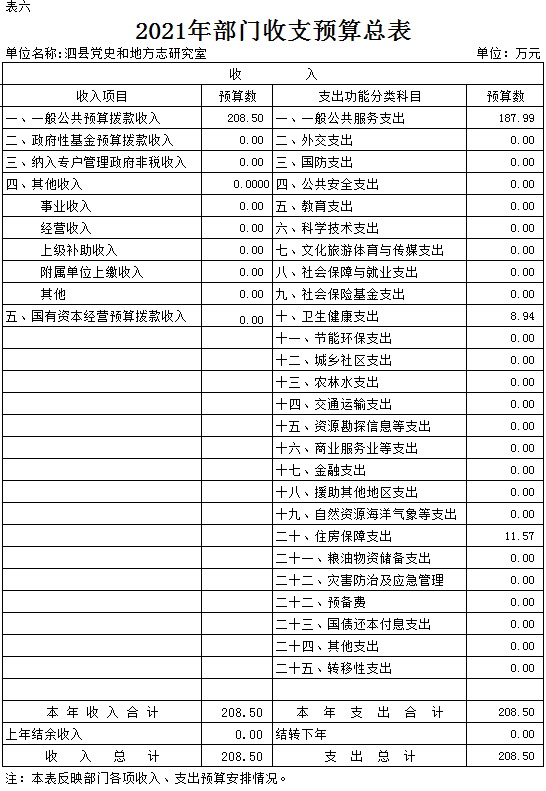 表六
2021年部门收支预算总表
单位名称:泗县党史和地方志研究室 单位：万元
收 入
收入项目 预算数 支出功能分类科目 预算数
一、一般公共预算拨款收入 208.50 一、一般公共服务支出 187.99
二、政府性基金预算拨款收入 0.00 二、外交支出 0.00
三、纳入专户管理政府非税收入 0.00 三、国防支出 0.00
四、其他收入 0.0000 四、公共安全支出 0.00
事业收入 0.00 五、教育支出 0.00
经营收入 0.00 六、科学技术支出 0.00
上级补助收入 0.00 七、文化旅游体育与传媒支出 0.00
附属单位上缴收入 0.00 八、社会保障与就业支出 0.00
其他 0.00 九、社会保险基金支出 0.00
五、国有资本经营预算拨款收入 0.00 十、卫生健康支出 8.94
十一、节能环保支出 0.00
十二、城乡社区支出 0.00
十三、农林水支出 0.00
十四、交通运输支出 0.00
十五、资源勘探信息等支出 0.00
十六、商业服务业等支出 0.00
十七、金融支出 0.00
十八、援助其他地区支出 0.00
十九、自然资源海洋气象等支出 0.00
二十、住房保障支出 11.57
二十一、粮油物资储备支出 0.00
二十二、灾害防治及应急管理 0.00
二十二、预备费 0.00
二十三、国债还本付息支出 0.00
二十四、其他支出 0.00
二十五、转移性支出 0.00
本 年 收 入 合 计 208.50 本 年 支 出 合 计 208.50
上年结余收入 0.00 结转下年 0.00
收 入 总 计 208.50 支 出 总 计 208.50
注：本表反映部门各项收入、支出预算安排情况。